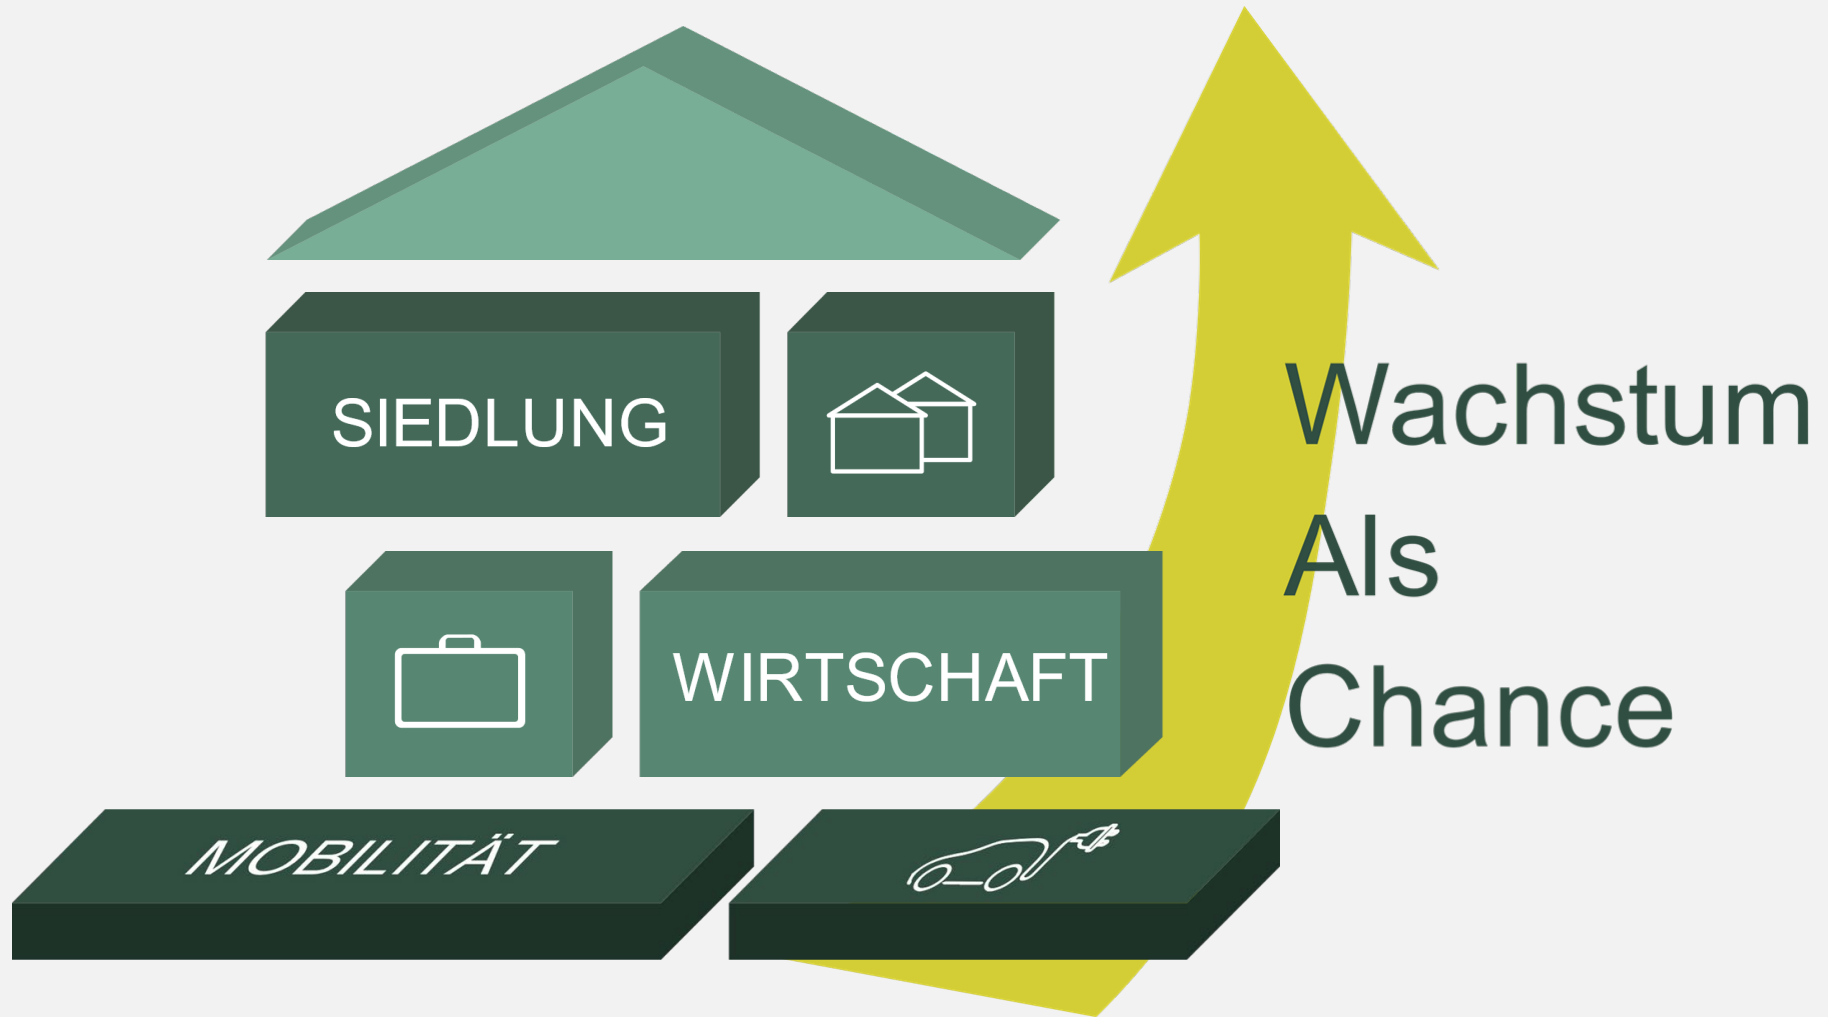 SIEDLUNG
WIRTSCHAFT
MOBILITÄT
Wachstum
Als
Chance